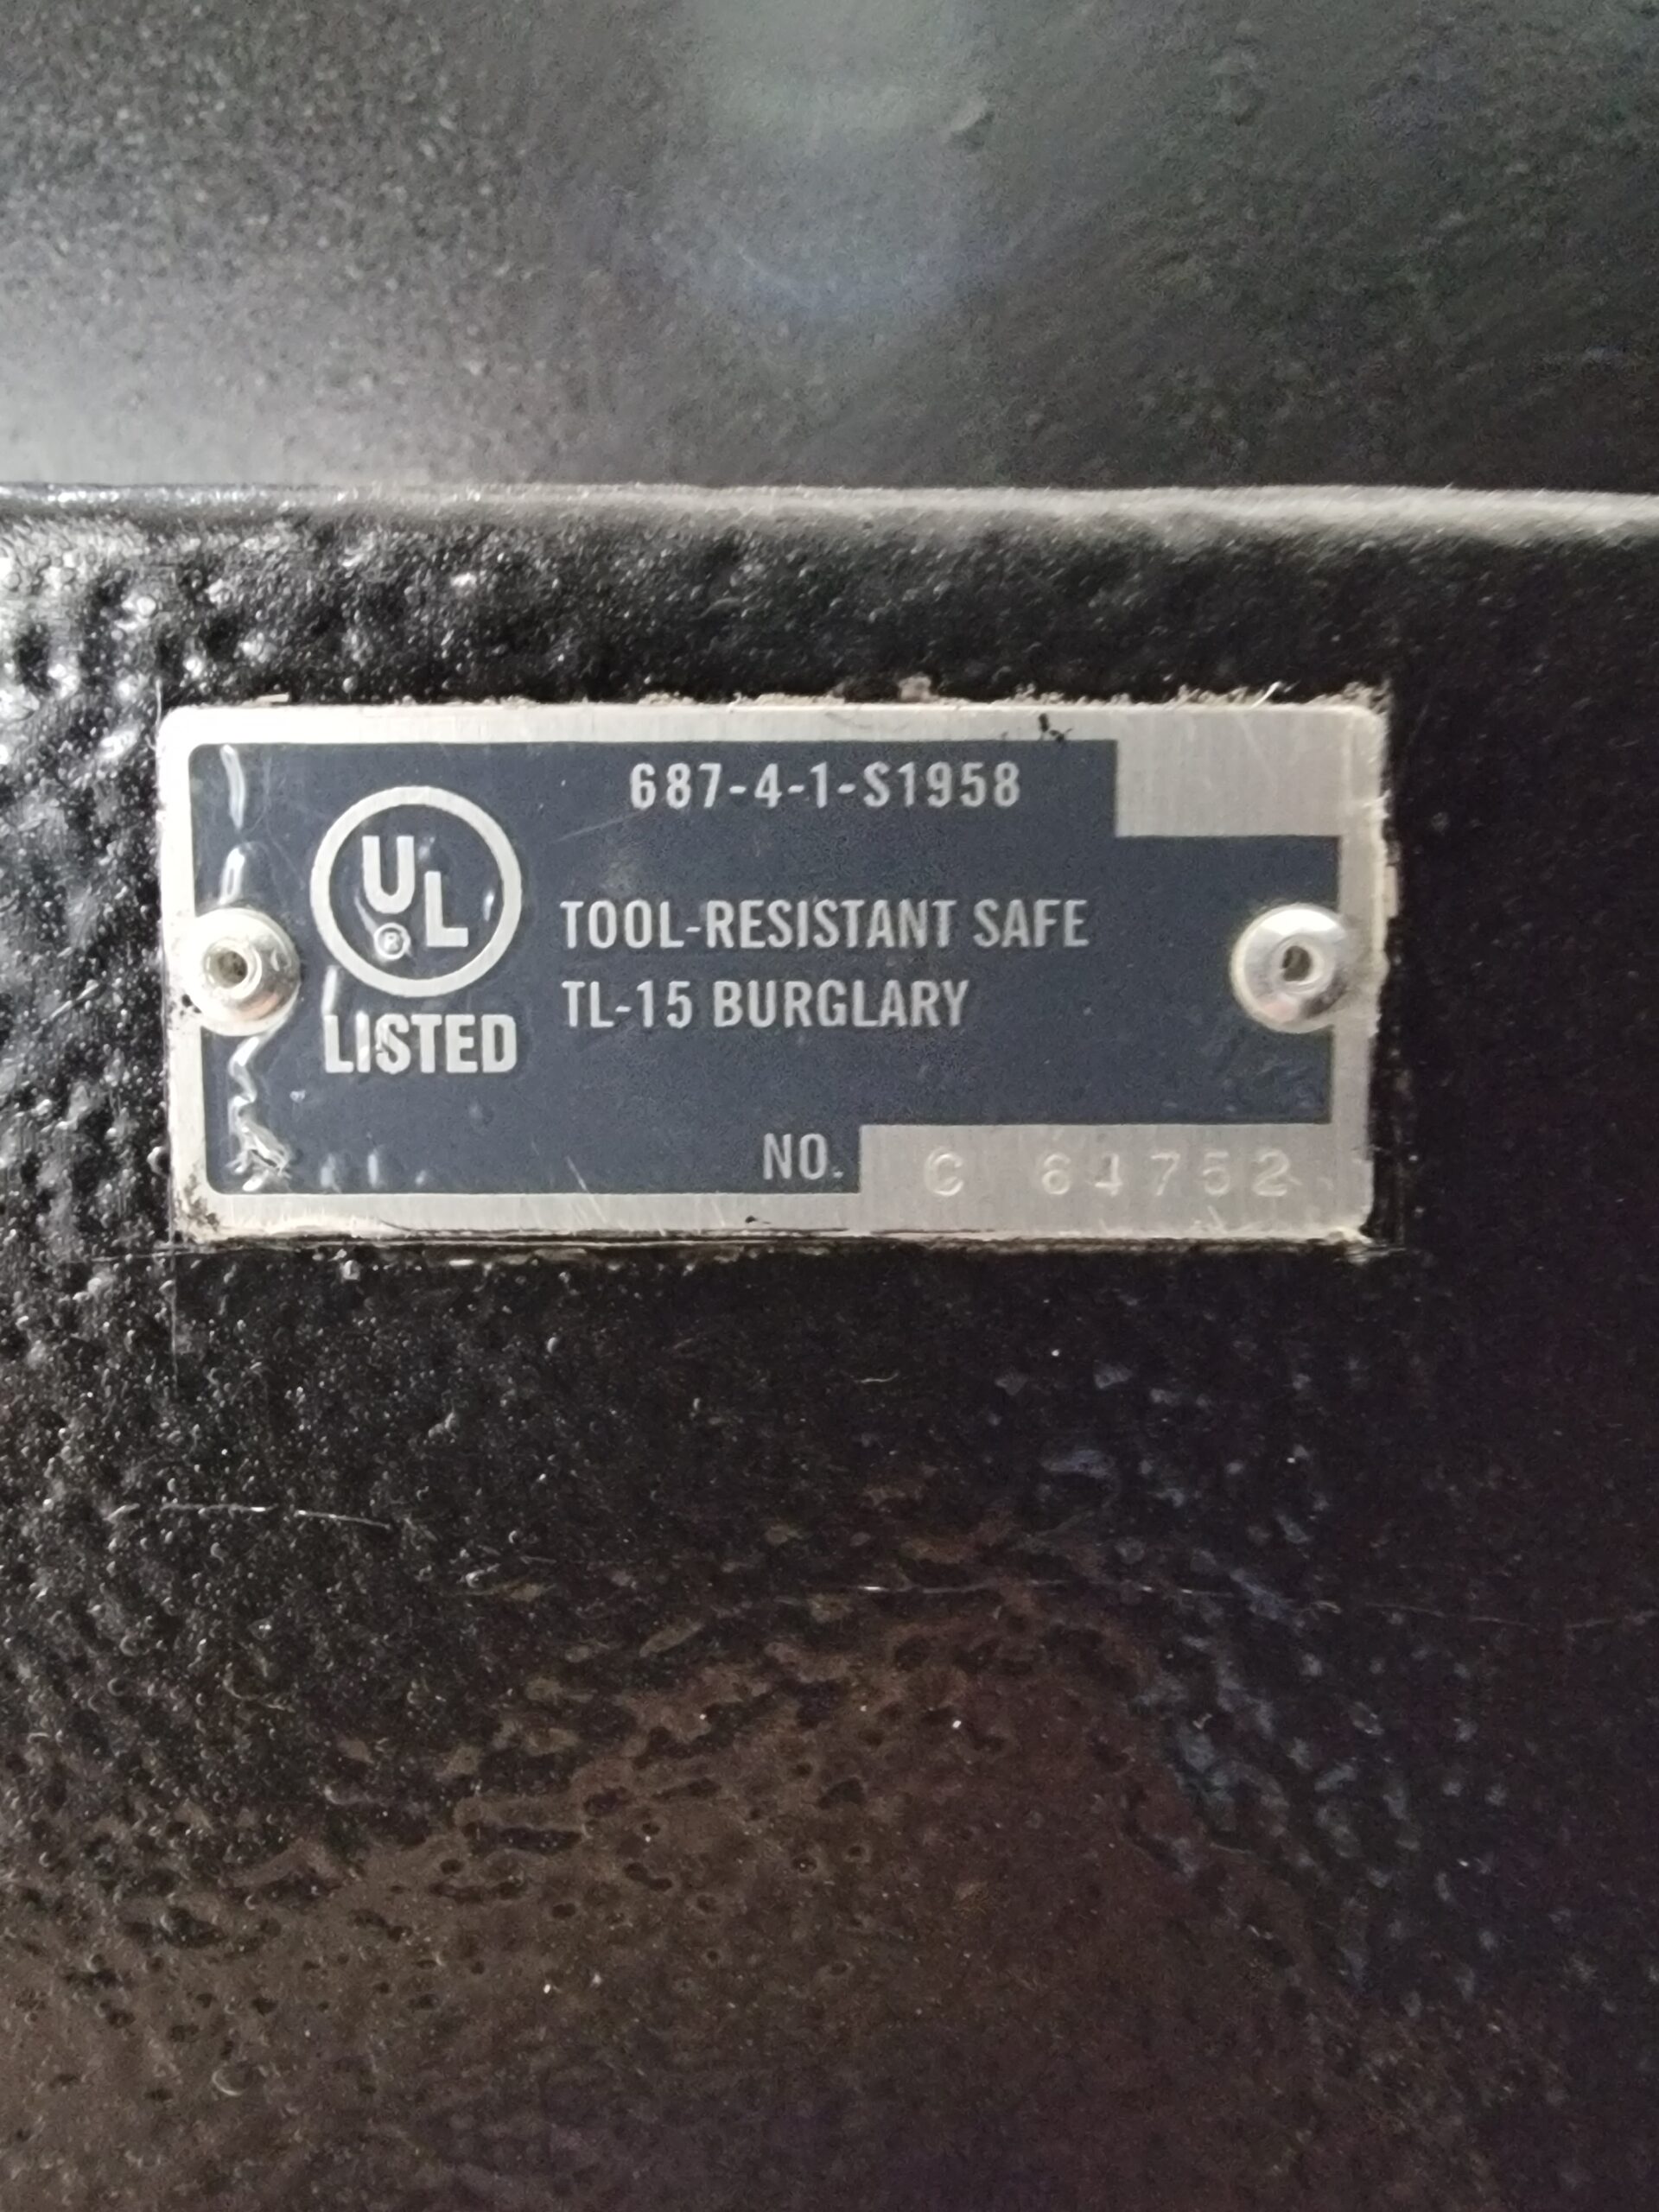 687-4-1-S1958
UL
®
LISTED
TOOL-RESISTANT SAFE
TL-15 BURGLARY
NO. C 64752